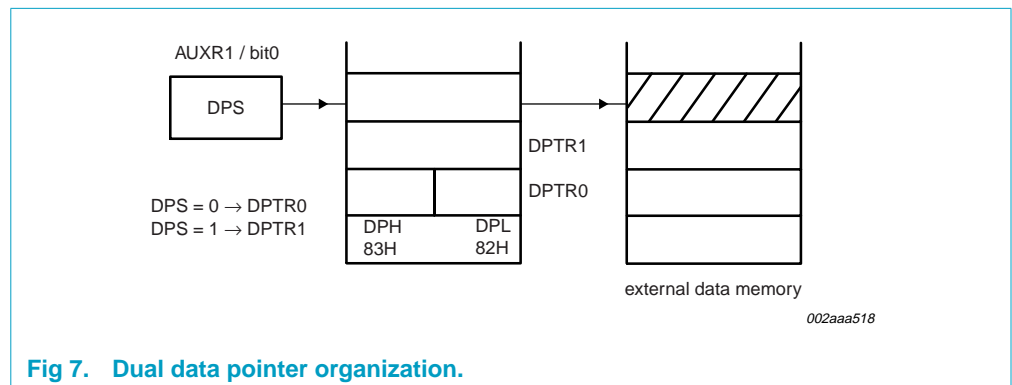 AUXR1 / bit0
DPS
DPTR1
DPTR0
DPS = 0 → DPTR0
DPS = 1 → DPTR1
DPH
DPL
83H
82H
external data memory
002aaa518
Fig 7. Dual data pointer organization.